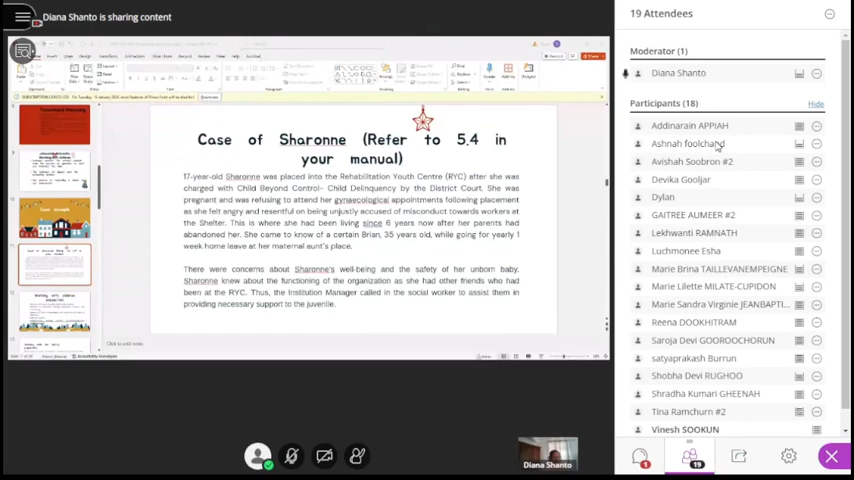 Diana Shanto is sharing content
Case of Sharonne (Refer to 5.4 in
your manual)
17-year-old Sharonne was placed into the Rehabilitation Youth Centre (RYC) after she was
charged with Child Beyond Control- Child Delinquency by the District Court. She was
pregnant and was refusing to attend her gynaecological appointments following placement
as she felt angry and resentful on being unjustly accused of misconduct towards workers at
the Shelter. This is where she had been living since 6 years now after her parents had
abandoned her. She came to know of a certain Brian, 35 years old, while going for yearly 1
week home leave at her maternal aunt's place.
There were concerns about Sharonne's well-being and the safety of her unborn baby.
Sharonne knew about the functioning of the organization as she had other friends who had
been at the RYC. Thus, the Institution Manager called in the social worker to assist them in
providing necessary support to the juvenile.
Click to add notes
Diana Shanto
19 Attendees
Moderator (1)
Diana Shanto
Participants (18)
Hide
Addinarain APPIAH
Ashnah foolchand
Avishah Soobron #2
Devika Gooljar
Dylan
GAITREE AUMEER #2
Lekhwanti RAMNATH
Luchmonee Esha
Marie Brina TAILLEVANEMPEIGNE
Marie Lilette MILATE-CUPIDON
Marie Sandra Virginie JEANBAPTI...
Reena DOOKHITRAM
Saroja Devi GOOROOCHURN
satyaprakash Burrun
Shobha Devi RUGHOO
Shradha Kumari GHEENAH
Tina Ramchurn #2
Vinesh SOOKUN
1
19